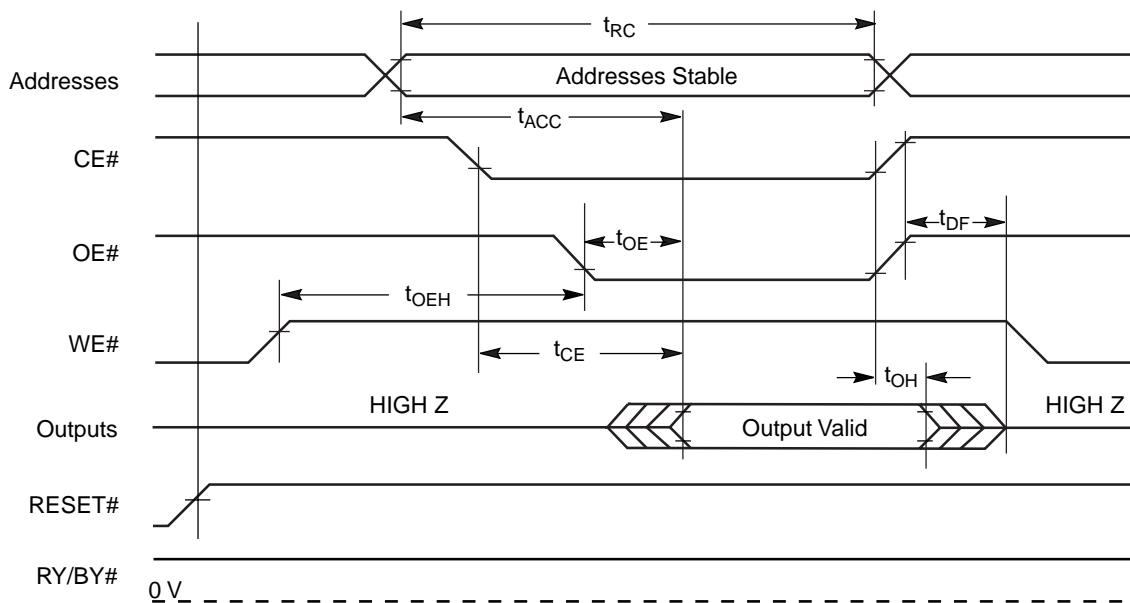 tRC
Addresses
Addresses Stable
tACC
CE#
tDF
OE#
tOE
tOEH
WE#
tCE
tOH
HIGH Z
HIGH Z
Outputs
Output Valid
RESET#
RY/BY#
0 V